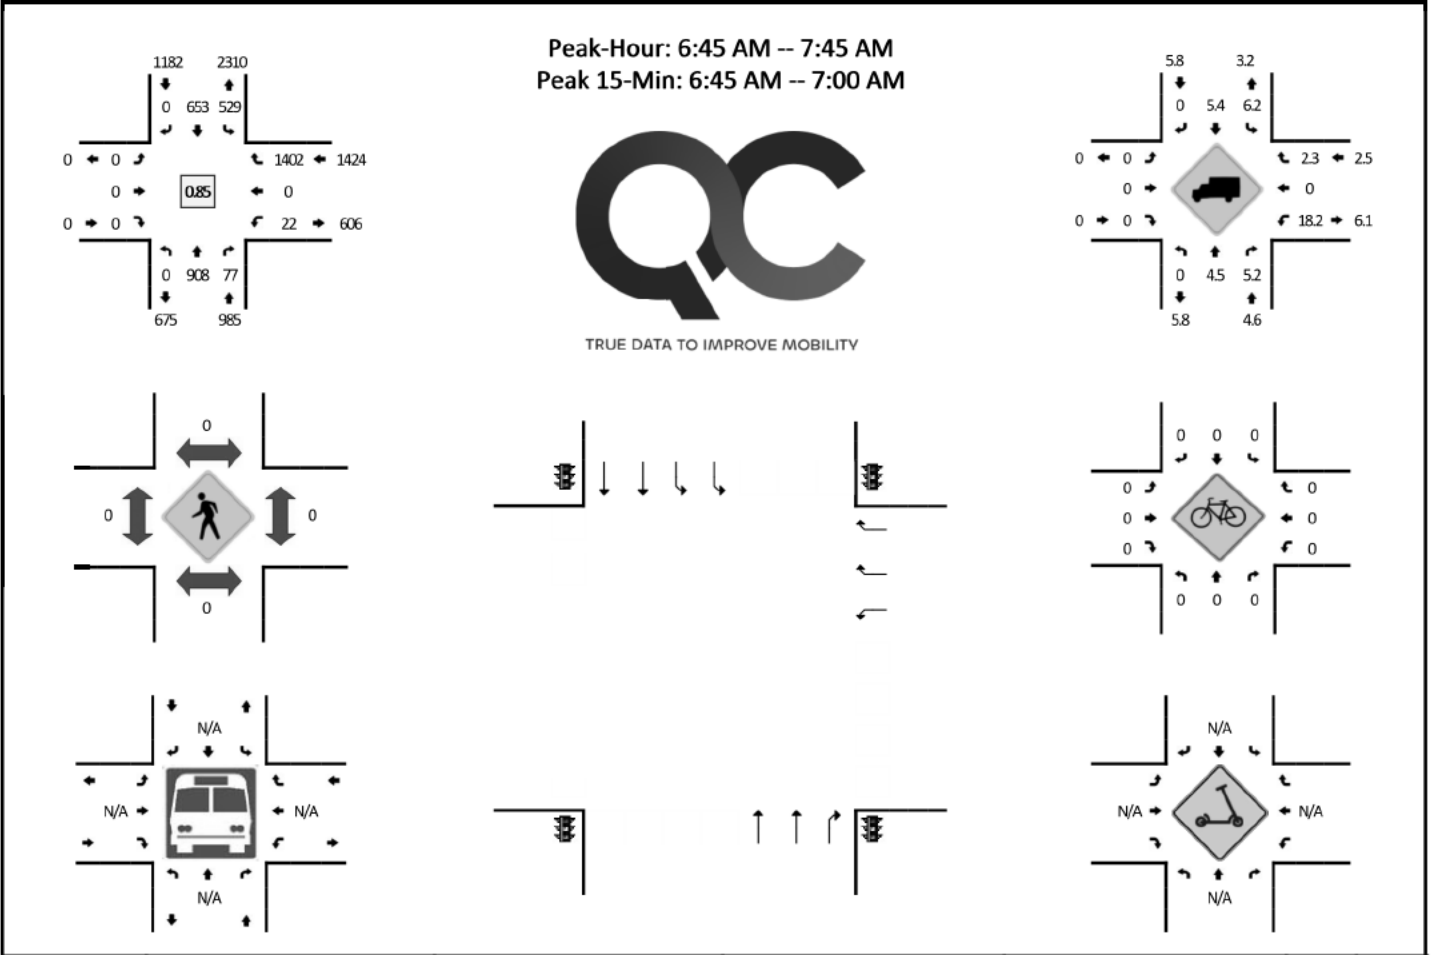 Peak-Hour: 6:45 AM -- 7:45 AM
Peak 15-Min: 6:45 AM -- 7:00 AM
1182 2310
0 653 529
0 0 1402 1424
0 0.85 0
0 0 22 606
0 908 77
675 985
TRUE DATA TO IMPROVE MOBILITY
5.8 3.2
0 5.4 6.2
0 0 2.3 2.5
0 0
0 0 18.2 6.1
0 4.5 5.2
5.8 4.6
0
0 0
0
0 0 0
0 0
0 0
0 0
0 0 0
N/A
N/A N/A
N/A
N/A
N/A N/A
N/A
QC